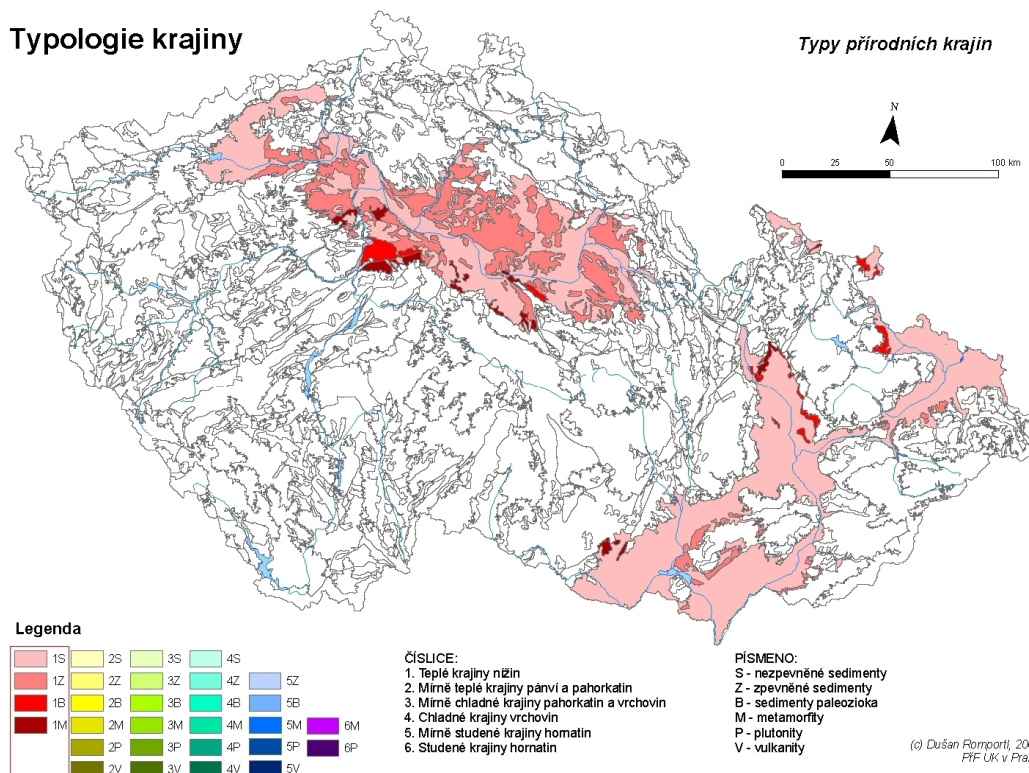 Typologie krajiny
Typy přírodních krajin
N
0 25 50 100 km
Legenda
1S 2S 3S 4S
1Z 2Z 3Z 4Z 5Z
1B 2B 3B 4B 5B
1M 2M 3M 4M 5M 6M
2P 3P 4P 5P 6P
2V 3V 4V 5V
ČÍSLICE:
1. Teplé krajiny nížin
2. Mírně teplé krajiny pánví a pahorkatin
3. Mírně chladné krajiny pahorkatin a vrchovin
4. Chladné krajiny vrchovin
5. Mírně studené krajiny hornatin
6. Studené krajiny hornatin
PÍSMENO:
S - nezpevněné sedimenty
Z - zpevněné sedimenty
B - sedimenty paleozoika
M - metamorfity
P - plutonity
V - vulkanity
(c) Dušan Romportl,
PřF UK v